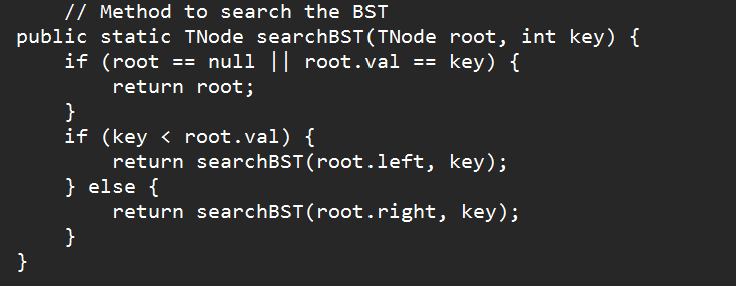 // Method to search the BST
public static TNode searchBST(TNode root, int key) {
    if (root == null || root.val == key) {
        return root;
    }
    if (key < root.val) {
        return searchBST(root.left, key);
    } else {
        return searchBST(root.right, key);
    }
}